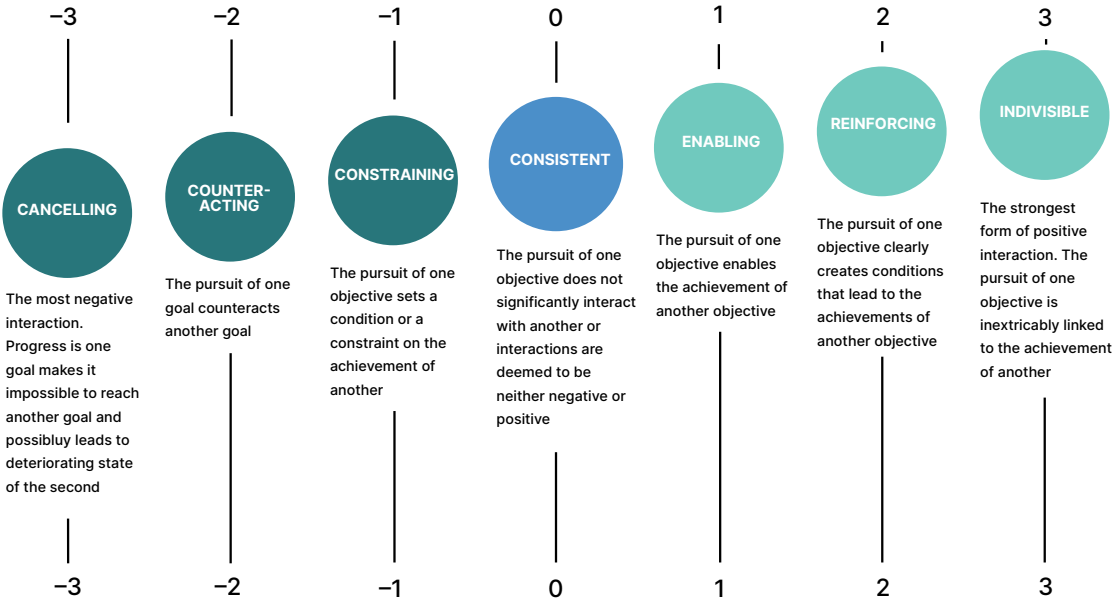 −3
−2
−1
0
1
2
3
CANCELLING
The most negative
interaction.
Progress is one
goal makes it
impossible to reach
another goal and
possibluy leads to
deteriorating state
of the second
COUNTER-
ACTING
The pursuit of one
goal counteracts
another goal
CONSTRAINING
The pursuit of one
objective sets a
condition or a
constraint on the
achievement of
another
CONSISTENT
The pursuit of one
objective does not
significantly interact
with another or
interactions are
deemed to be
neither negative or
positive
ENABLING
The pursuit of one
objective enables
the achievement of
another objective
REINFORCING
The pursuit of one
objective clearly
creates conditions
that lead to the
achievements of
another objective
INDIVISIBLE
The strongest
form of positive
interaction. The
pursuit of one
objective is
inextricably linked
to the achievement
of another
−3
−2
−1
0
1
2
3